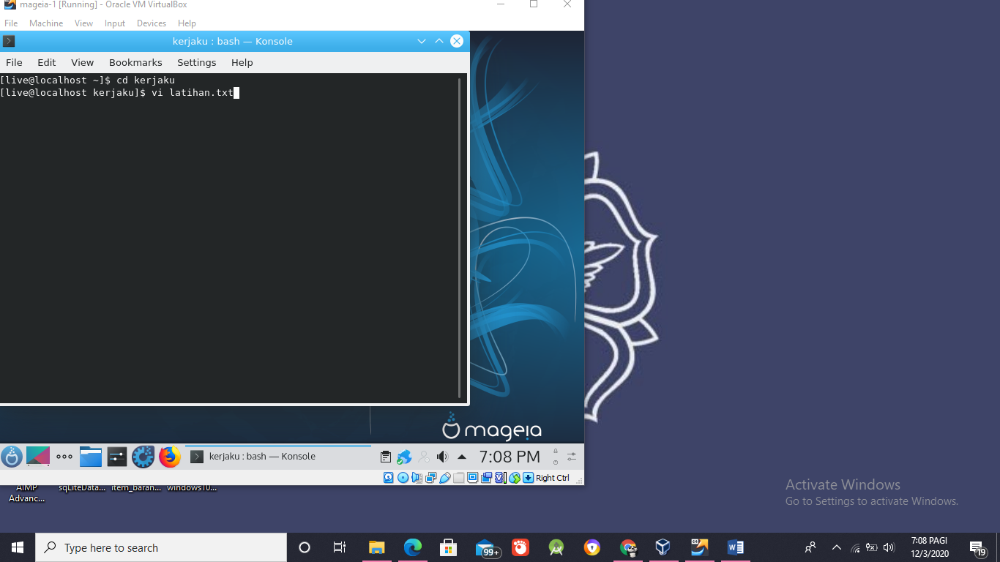 mageia-1 [Running] - Oracle VM VirtualBox
File Machine View Input Devices Help
kerjaku : bash — Konsole
File Edit View Bookmarks Settings Help
[live@localhost ~]$ cd kerjaku
[live@localhost kerjaku]$ vi latihan.txt
mageia
kerjaku : bash — Konsole
7:08 PM
Right Ctrl
AIMP sqLiteData... item_baran... windows10...
Advanc...
Activate Windows
Go to Settings to activate Windows.
Type here to search
99+
64
7:08 PAGI
12/3/2020
19